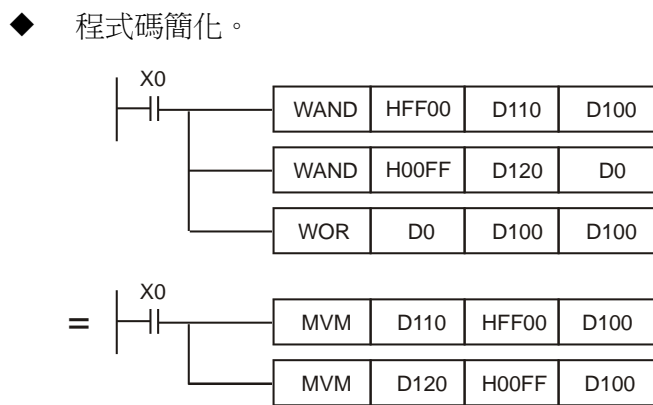 ◆ 程式碼簡化。
X0
WAND HFF00 D110 D100
WAND H00FF D120 D0
WOR D0 D100 D100
X0
= MVM D110 HFF00 D100
MVM D120 H00FF D100